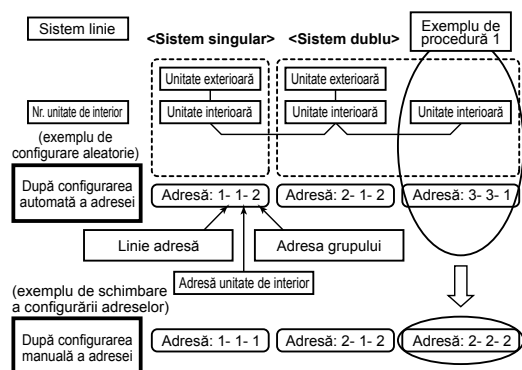 Sistem linie
<Sistem singular>
<Sistem dublu>
Exemplu de
procedură 1
Unitate exterioară
Unitate exterioară
Nr. unitate de interior
Unitate interioară
Unitate interioară
Unitate interioară
(exemplu de
configurare aleatorie)
După configurarea
automată a adresei
Adresă: 1- 1- 2
Adresă: 2- 1- 2
Adresă: 3- 3- 1
Linie adresă
Adresa grupului
Adresă unitate de interior
(exemplu de schimbare
a configurării adreselor)
După configurarea
manuală a adresei
Adresă: 1- 1- 1
Adresă: 2- 1- 2
Adresă: 2- 2- 2